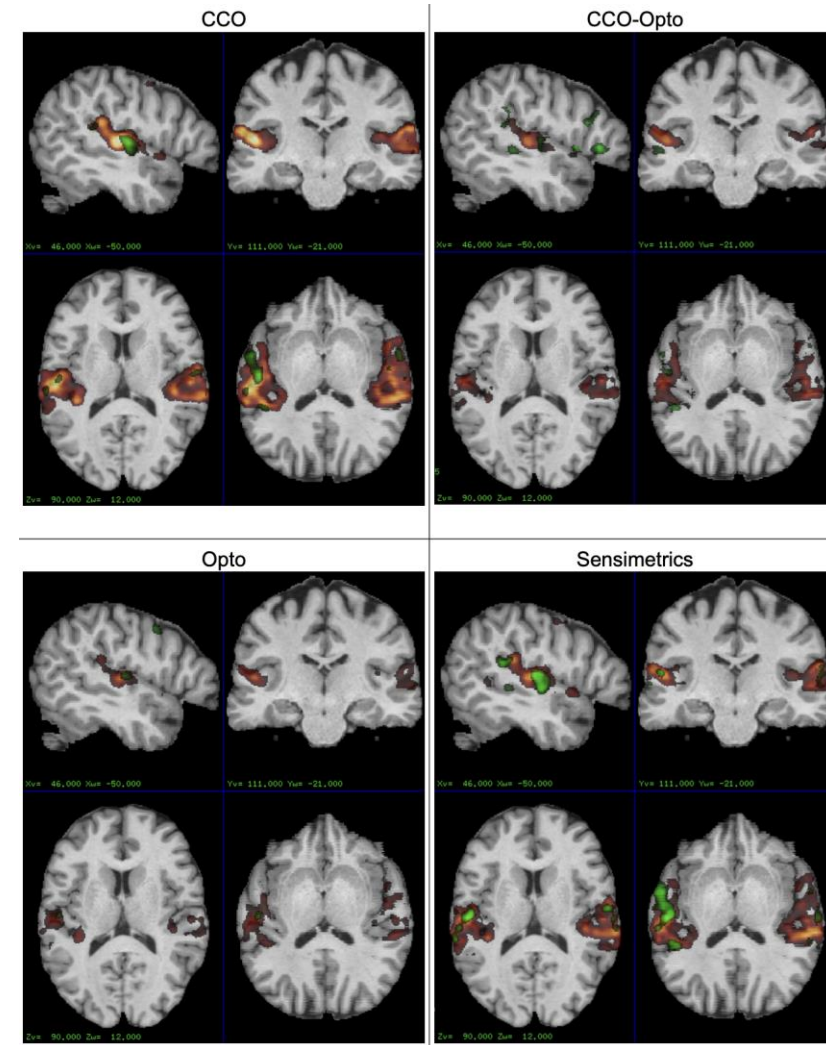 CCO
CCO-Opto
Xv= 46.000 Xw= -50.000
Yv= 111.000 Yw= -21.000
Xv= 46.000 Xw= -50.000
Yv= 111.000 Yw= -21.000
Zv= 90.000 Zw= 12.000
5
Zv= 90.000 Zw= 12.000
Opto
Sensimetrics
Xv= 46.000 Xw= -50.000
Yv= 111.000 Yw= -21.000
Xv= 46.000 Xw= -50.000
Yv= 111.000 Yw= -21.000
Zv= 90.000 Zw= 12.000
Zv= 90.000 Zw= 12.000